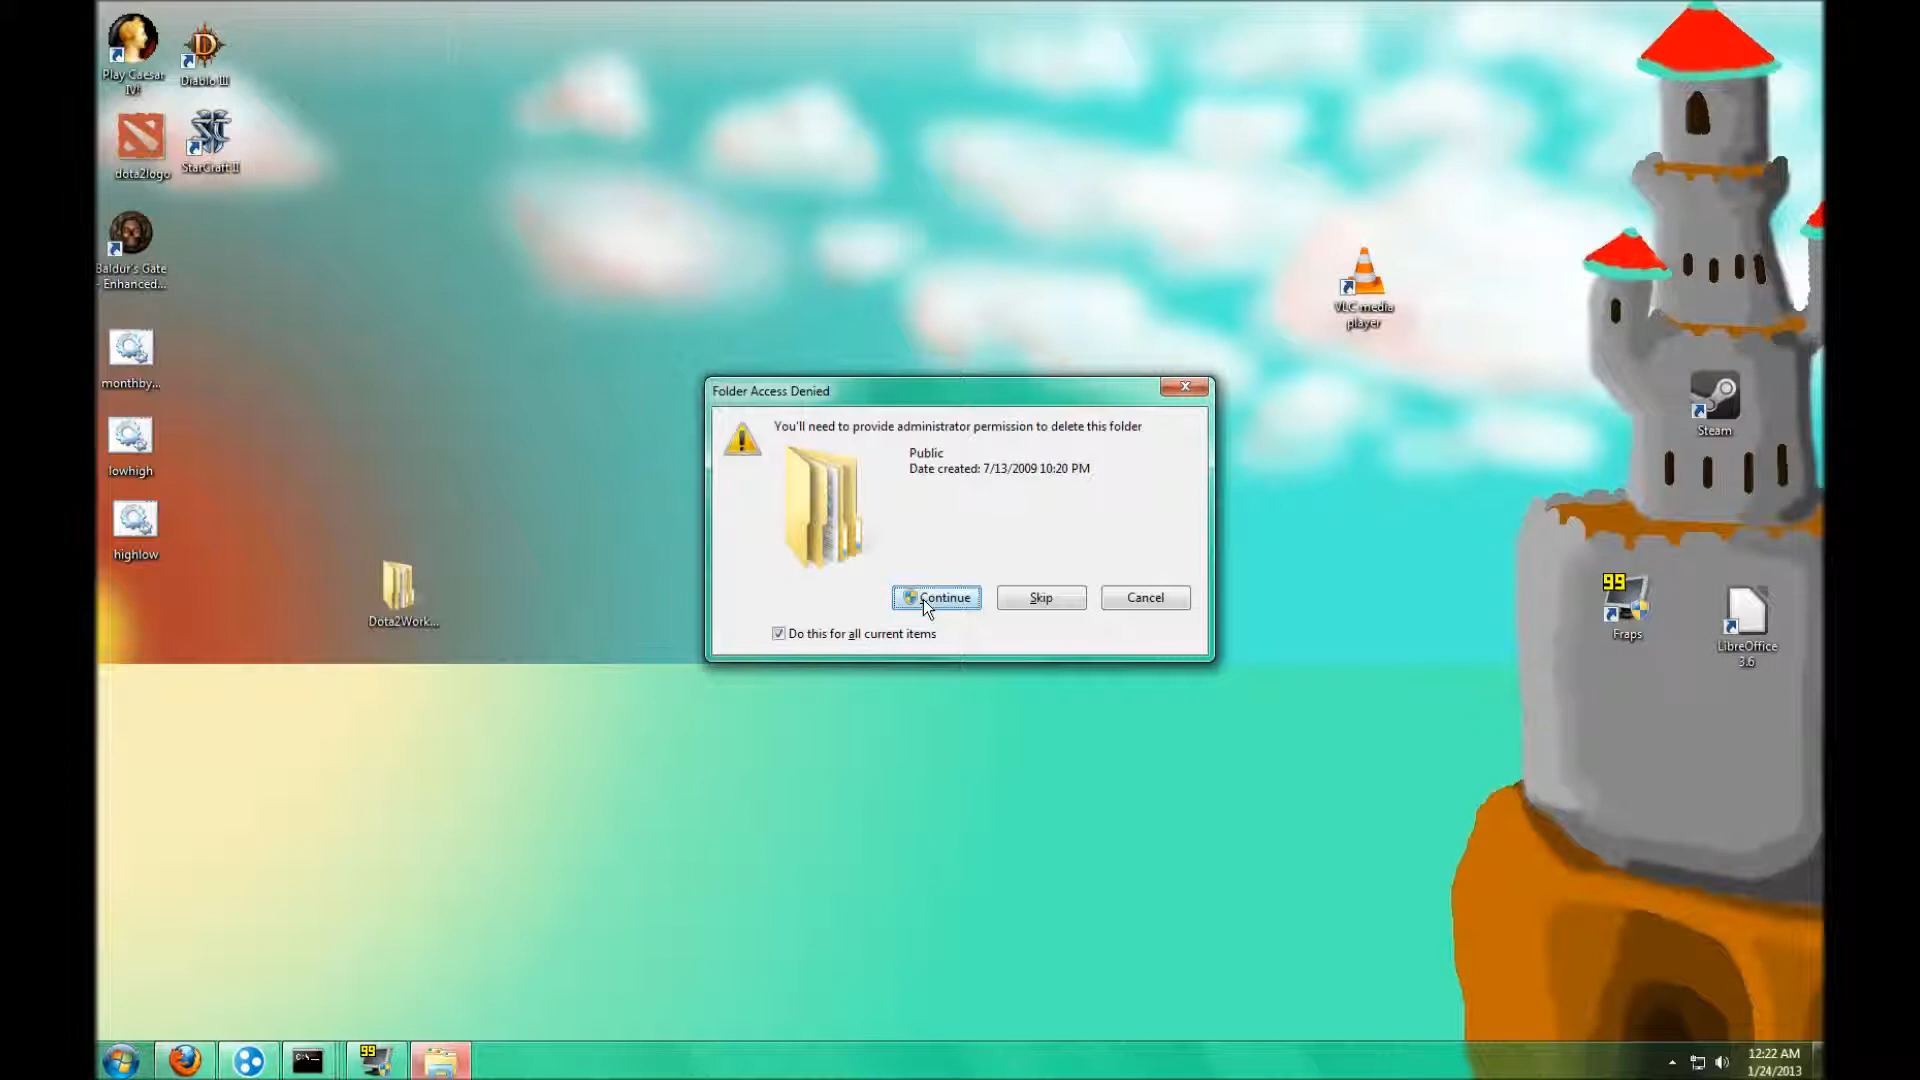 Play Caesar
IV!
Diablo III
dota2logo
StarCraft II
Baldur's Gate
- Enhanced...
monthby...
lowhigh
highlow
Dota2Work...
VLC media
player
Steam
99
Fraps
LibreOffice
3.6
Folder Access Denied
You'll need to provide administrator permission to delete this folder
Public
Date created: 7/13/2009 10:20 PM
Continue
Skip
Cancel
Do this for all current items
C:\_
99
12:22 AM
1/24/2013